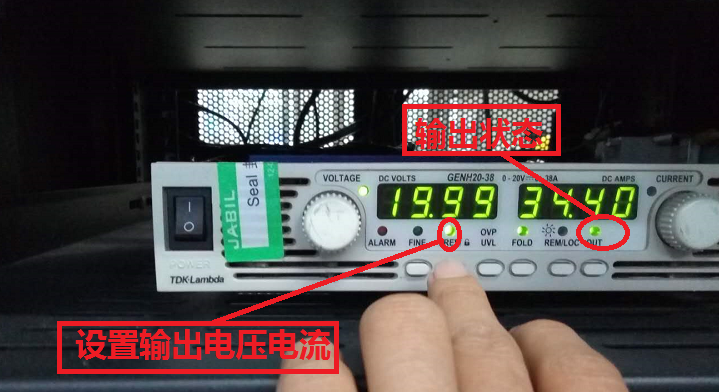 输出状态
VOLTAGE
DC VOLTS
GENH20-38
0 - 20V
38A
DC AMPS
CURRENT
19.99
34.40
ALARM
FINE
OVP
UVL
FOLD
REM/LOC
OUT
JABIL
Seal
POWER
TDK-Lambda
设置输出电压电流